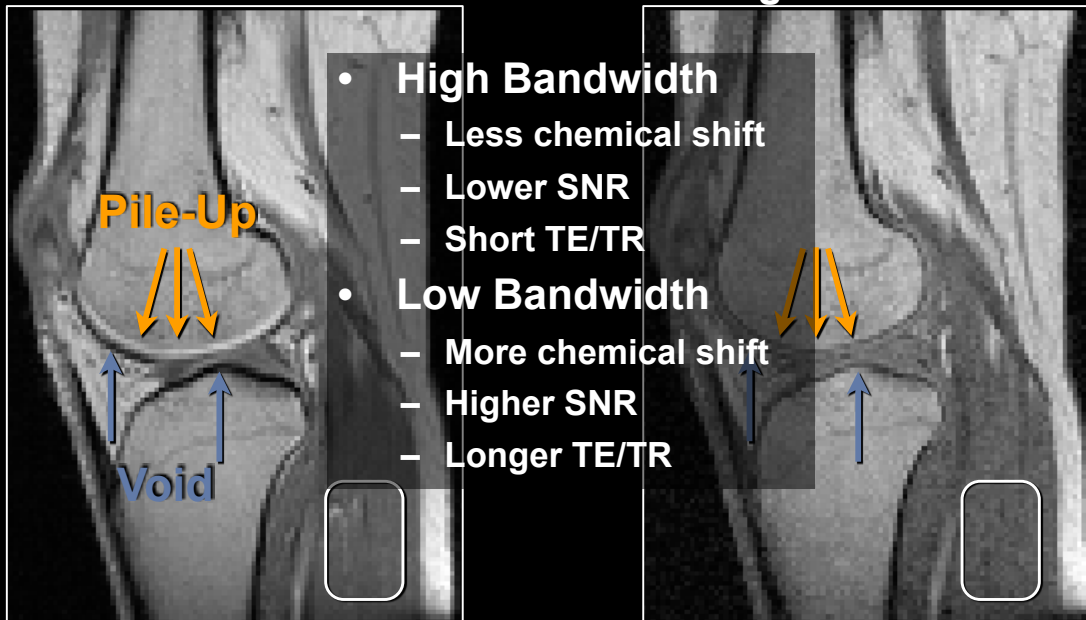 • High Bandwidth
– Less chemical shift
– Lower SNR
– Short TE/TR
• Low Bandwidth
– More chemical shift
– Higher SNR
– Longer TE/TR
Pile-Up
Void